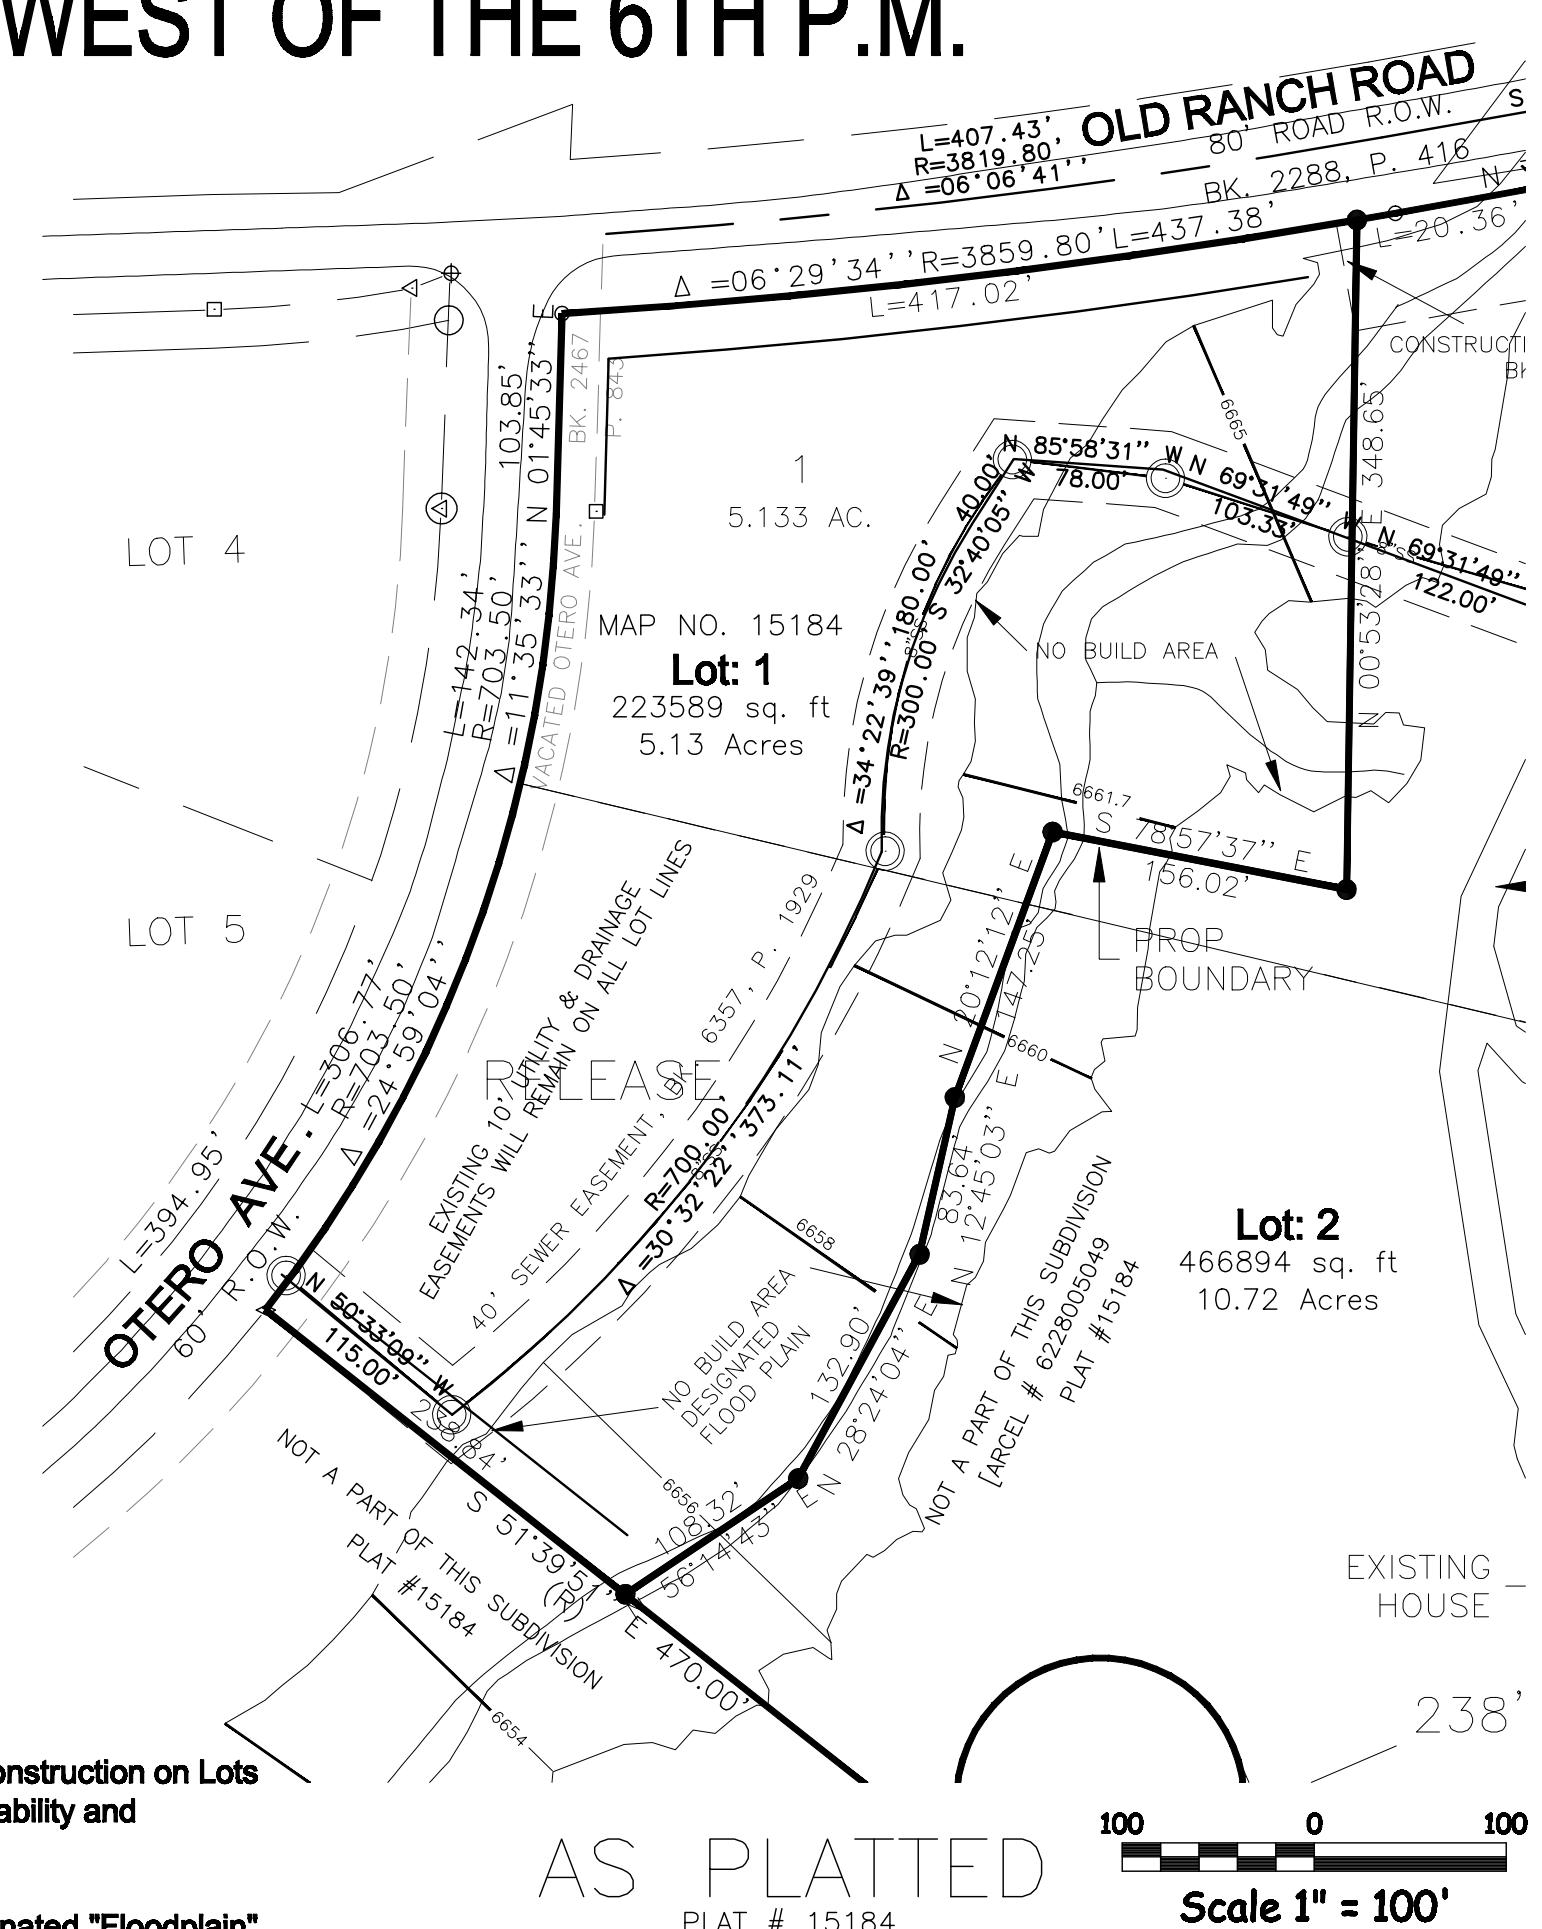 WEST OF THE 6TH P.M.
OLD RANCH ROAD
80' ROAD R.O.W.
BK. 2288, P. 416
L=407.43',
R=3819.80',
Δ =06°06'41'',
S
N
L=20.36'
Δ =06°29'34'' R=3859.80' L=437.38'
L=417.02'
CONSTRUCTI
E
103.85'
N 01°45'33"
BK. 2467
P. 843
1
5.133 AC.
LOT 4
MAP NO. 15184
Lot: 1
223589 sq. ft
5.13 Acres
L=142.34'
R=703.50'
Δ =11°35'33''
VACATED OTERO AVE.
40.00'
S 32°40'05" W
N 85°58'31" W
78.00'
N 69°31'49" W
103.33'
N 69°31'49"
122.00'
8"SS
6665
N 00°53'28" E 348.65'
NO BUILD AREA
180.00'
R=300.00'
Δ =34°22'39''
8"SS
6661.7
S 78°57'37" E
156.02'
PROP
BOUNDARY
LOT 5
EXISTING 10' UTILITY & DRAINAGE
EASEMENTS WILL REMAIN ON ALL LOT LINES
RELEASE
40' SEWER EASEMENT, BK. 6357, P. 1929
N 20°12'12" E
147.25'
6660
L=306.77'
R=703.50'
Δ =24°59'04''
R=700.00'
Δ =30°32'22'' 373.11'
8"SS
83.64'
N 12°45'03" E
L=394.95'
OTERO AVE.
60' R.O.W.
6658
NO BUILD AREA
DESIGNATED
FLOOD PLAIN
132.90'
N 28°24'04" E
NOT A PART OF THIS SUBDIVISION
[ARCEL # 6228005049
PLAT #15184
Lot: 2
466894 sq. ft
10.72 Acres
N 50°33'09" W
115.00'
238.84'
S 51°39'51" E 470.00'
(R)
NOT A PART OF THIS SUBDIVISION
PLAT #15184
6656
108.32'
56°14'43" E
6654
EXISTING
HOUSE
238'
onstruction on Lots
ability and
nated "Floodplain"
AS PLATTED
PLAT # 15184
100 0 100
Scale 1" = 100'